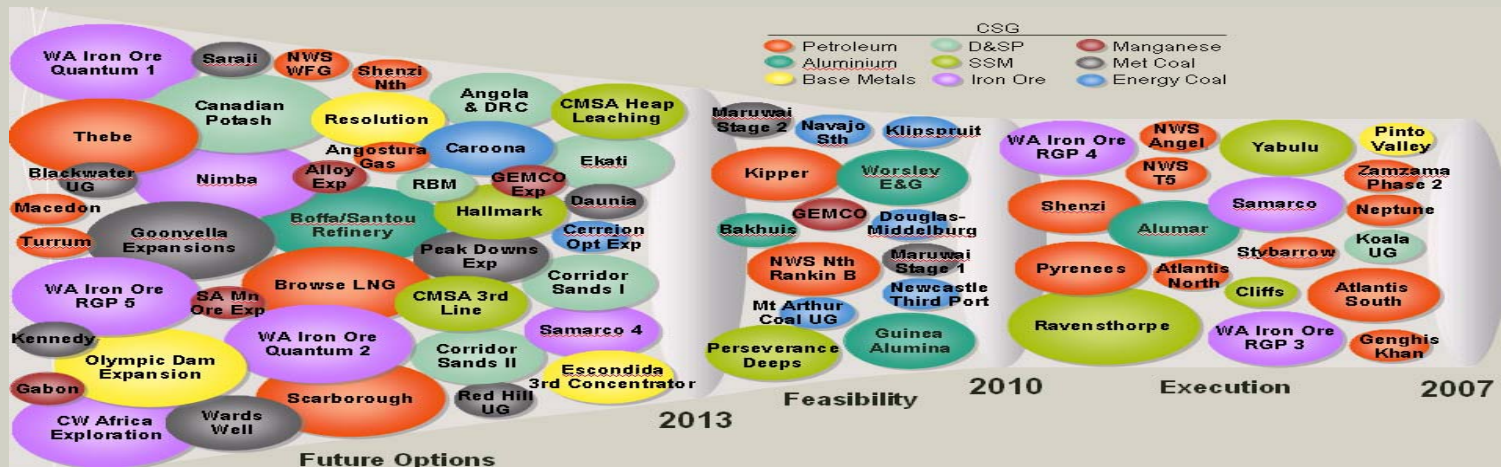 CSG
Petroleum
D&SP
Manganese
Aluminium
SSM
Met Coal
Base Metals
Iron Ore
Energy Coal
WA Iron Ore
Quantum 1
Saraji
NWS
WFG
Shenzi
Nth
Canadian
Potash
Angola
& DRC
CMSA Heap
Leaching
Resolution
Thebe
Angostura
Gas
Caroona
Ekati
Blackwater
UG
Nimba
Alloy
Exp
RBM
GEMCO
Exp
Macedon
Hallmark
Daunia
Turrum
Goonyella
Expansions
Boffa/Santou
Refinery
Peak Downs
Exp
Cerrejon
Opt Exp
WA Iron Ore
RGP 5
SA Mn
Ore Exp
Browse LNG
CMSA 3rd
Line
Corridor
Sands I
Kennedy
WA Iron Ore
Quantum 2
Samarco 4
Olympic Dam
Expansion
Corridor
Sands II
Escondida
3rd Concentrator
Gabon
Scarborough
Red Hill
UG
CW Africa
Exploration
Wards
Well
Future Options
2013
Maruwai
Stage 2
Navajo
Sth
Klipspruit
Kipper
Worsley
E&G
GEMCO
Bakhuis
Douglas-
Middelburg
NWS Nth
Rankin B
Maruwai
Stage 1
Newcastle
Third Port
Mt Arthur
Coal UG
Perseverance
Deeps
Guinea
Alumina
Feasibility
2010
WA Iron Ore
RGP 4
NWS
Angel
Yabulu
Pinto
Valley
NWS
T5
Zamzama
Phase 2
Shenzi
Samarco
Neptune
Alumar
Stybarrow
Koala
UG
Pyrenees
Atlantis
North
Cliffs
Atlantis
South
Ravensthorpe
WA Iron Ore
RGP 3
Genghis
Khan
Execution
2007